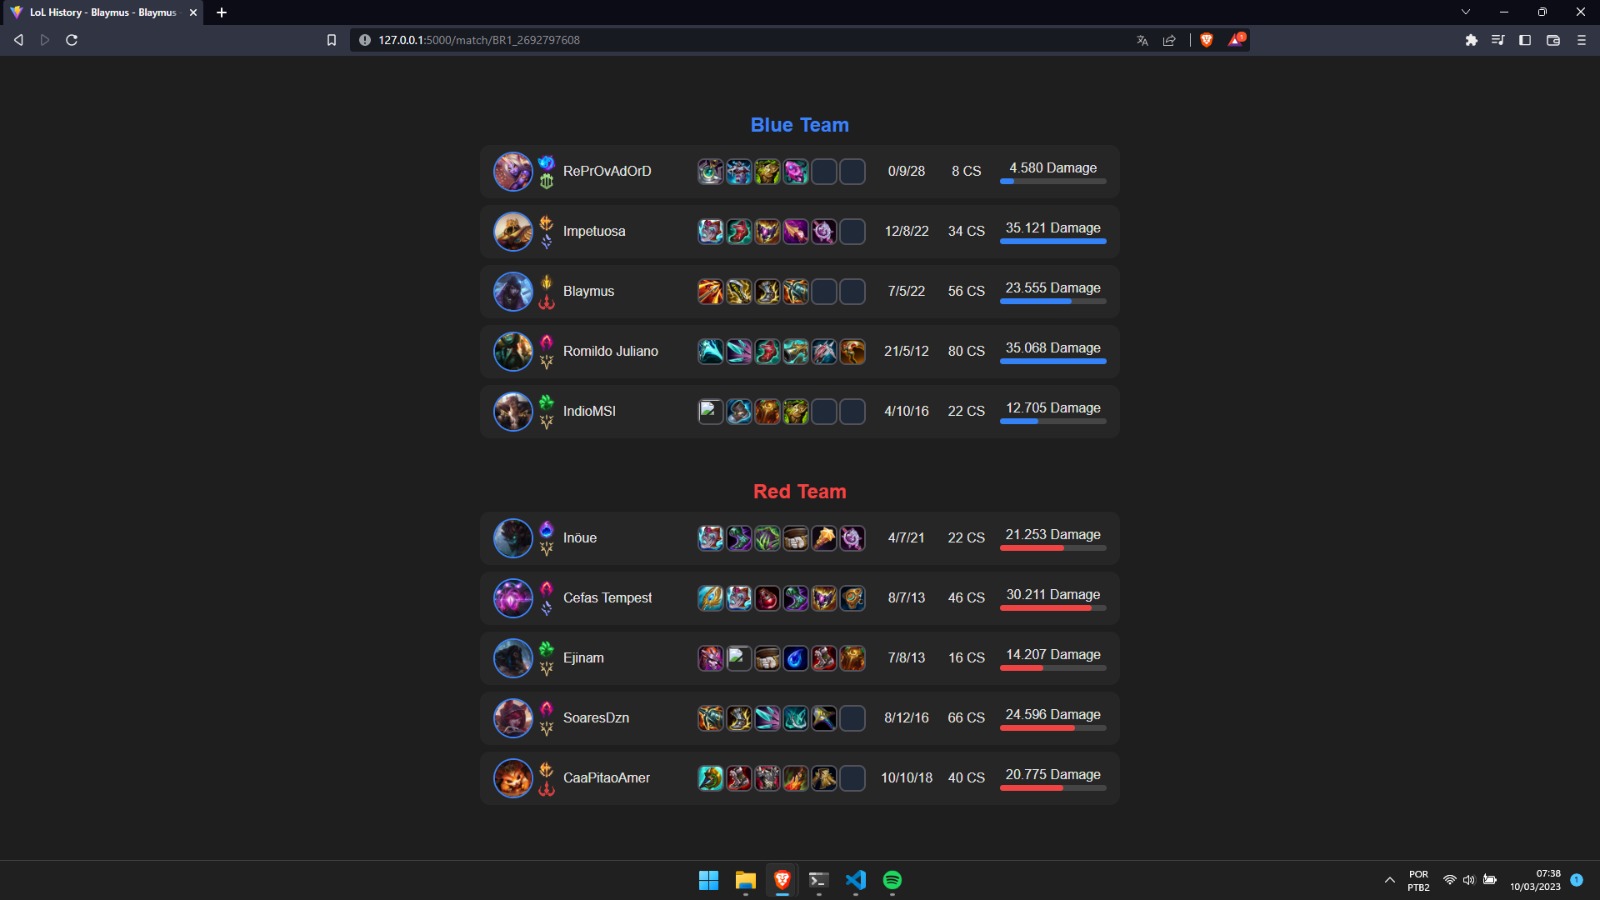 LoL History - Blaymus - Blaymus
127.0.0.1:5000/match/BR1_2692797608
Blue Team
RePrOvAdOrD 0/9/28 8 CS 4.580 Damage
Impetuosa 12/8/22 34 CS 35.121 Damage
Blaymus 7/5/22 56 CS 23.555 Damage
Romildo Juliano 21/5/12 80 CS 35.068 Damage
IndioMSI 4/10/16 22 CS 12.705 Damage
Red Team
Inöue 4/7/21 22 CS 21.253 Damage
Cefas Tempest 8/7/13 46 CS 30.211 Damage
Ejinam 7/8/13 16 CS 14.207 Damage
SoaresDzn 8/12/16 66 CS 24.596 Damage
CaaPitaoAmer 10/10/18 40 CS 20.775 Damage
POR 07:38
PTB2 10/03/2023 1